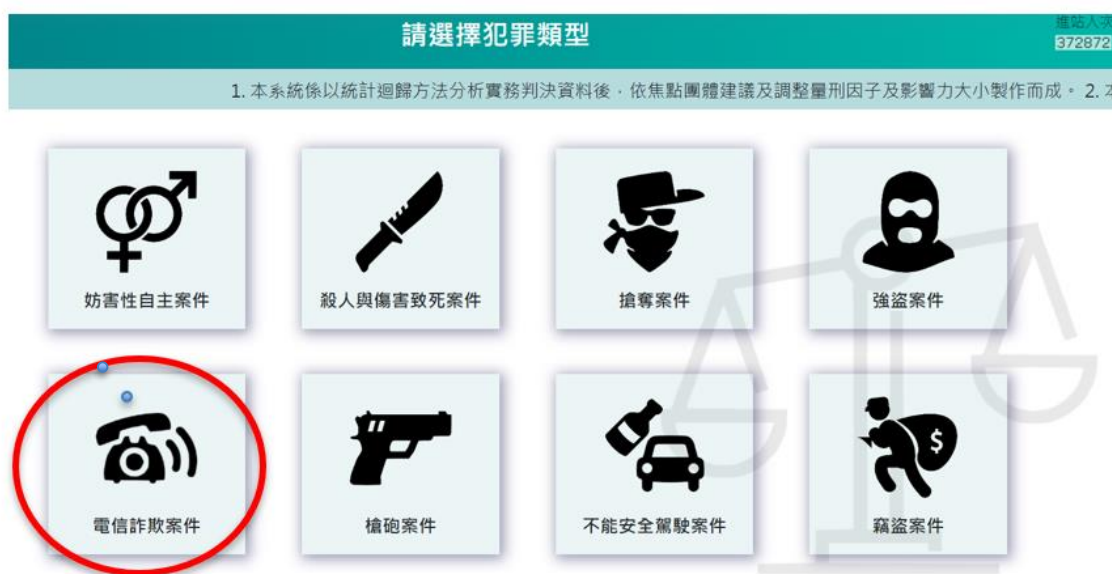 請選擇犯罪類型
進站人次
372872
1. 本系統係以統計迴歸方法分析實務判決資料後，依焦點團體建議及調整量刑因子及影響力大小製作而成。 2. 本
妨害性自主案件
殺人與傷害致死案件
搶奪案件
強盜案件
$
電信詐欺案件
槍砲案件
不能安全駕駛案件
竊盜案件